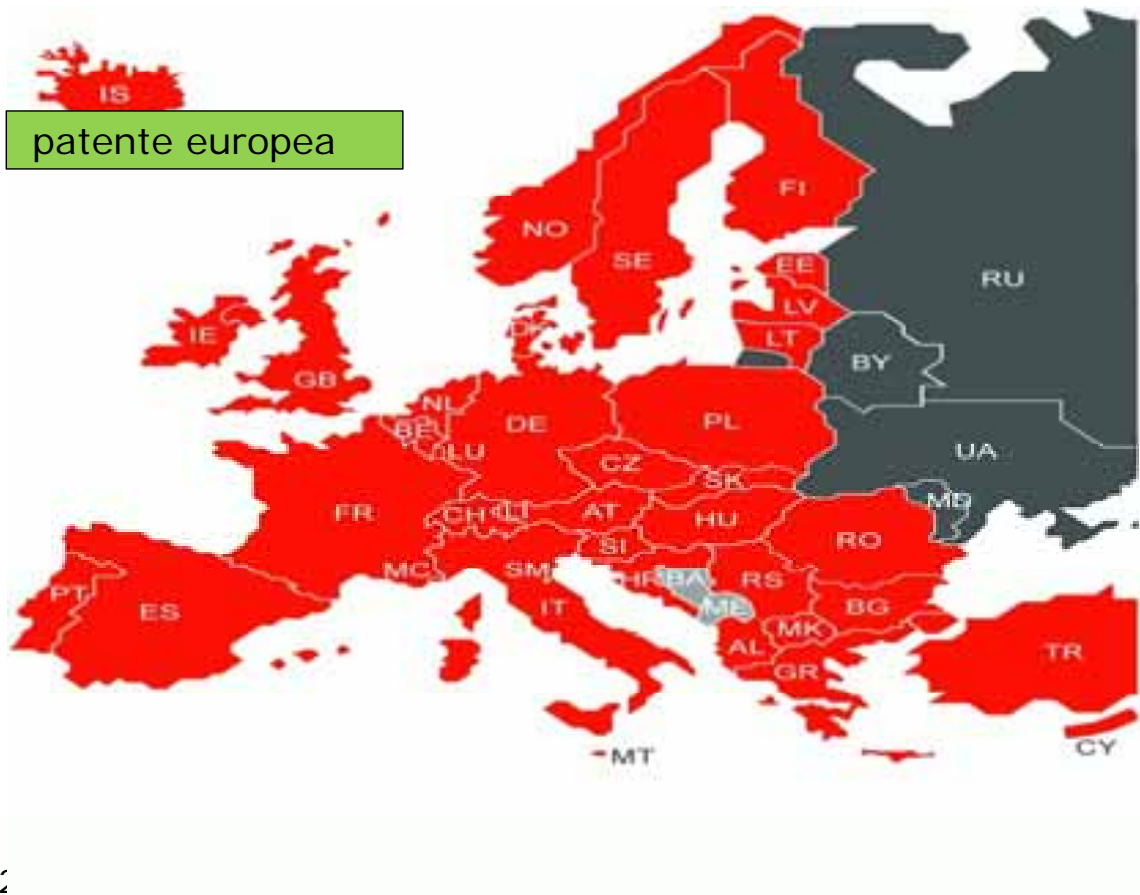 IS
patente europea
FI
NO
SE
EE
RU
LV
DK
IE
LT
BY
GB
NL
DE
PL
BE
LU
UA
CZ
SK
MD
FR
CH
LI
AT
HU
RO
SI
MC
SM
HR
BA
RS
PT
ES
IT
ME
BG
MK
AL
TR
GR
CY
MT
2